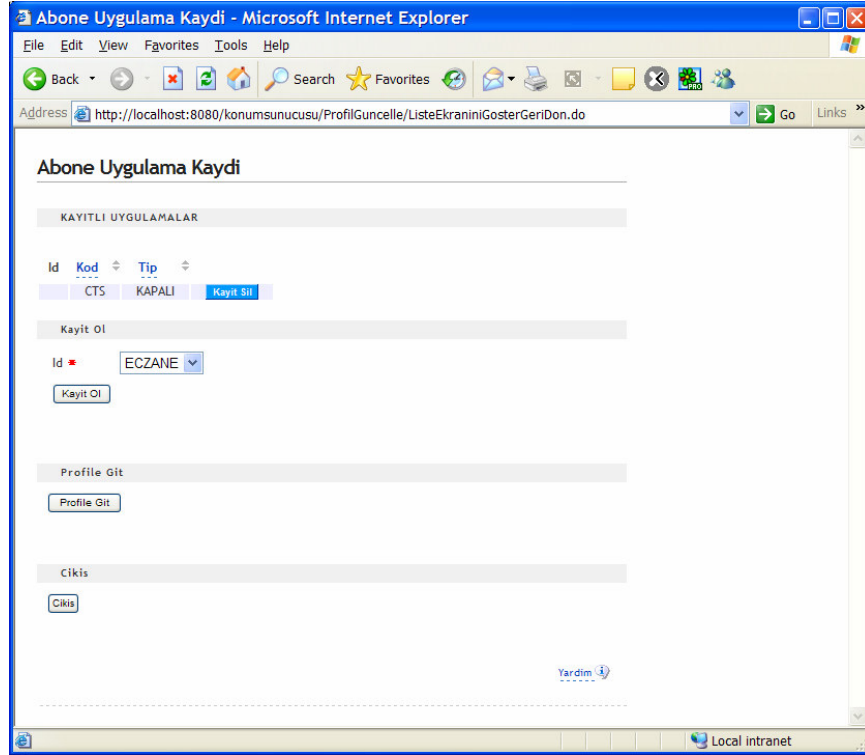 Abone Uygulama Kaydi - Microsoft Internet Explorer
File Edit View Favorites Tools Help
Back Search Favorites PRO
Address http://localhost:8080/konumsunucusu/ProfilGuncelle/ListeEkraniniGosterGeriDon.do Go Links »
Abone Uygulama Kaydi
KAYITLI UYGULAMALAR
Id Kod Tip
CTS KAPALI Kayit Sil
Kayit Ol
Id * ECZANE
Kayit Ol
Profile Git
Profile Git
Cikis
Cikis
Yardim
Local intranet